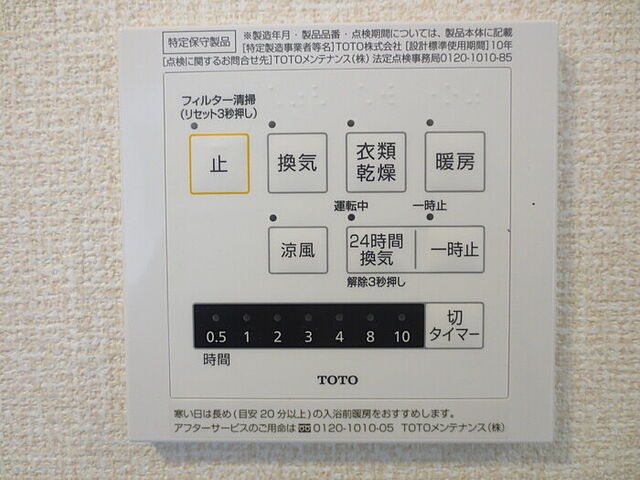 特定保守製品 ※製造年月・製品品番・点検期間については、製品本体に記載
[特定製造事業者等名]TOTO株式会社 [設計標準使用期間]10年
[点検に関するお問合せ先]TOTOメンテナンス(株) 法定点検事務局0120-1010-85
フィルター清掃
(リセット3秒押し)
止 換気 衣類 暖房
乾燥
運転中 一時止
涼風 24時間 一時止
換気
解除3秒押し
0.5 1 2 3 4 8 10 切
タイマー
時間
TOTO
寒い日は長め(目安20分以上)の入浴前暖房をおすすめします。
アフターサービスのご用命は 0120-1010-05 TOTOメンテナンス(株)